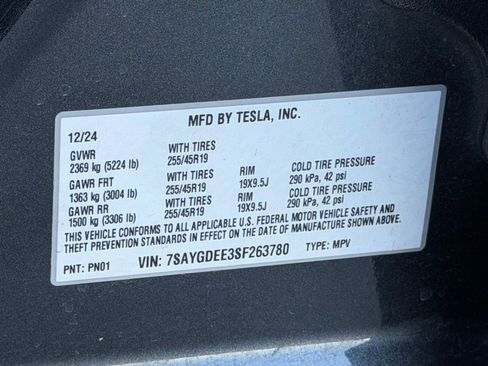 MFD BY TESLA, INC.
12/24
GVWR WITH TIRES
2369 kg (5224 lb) 255/45R19
GAWR FRT WITH TIRES RIM COLD TIRE PRESSURE
1363 kg (3004 lb) 255/45R19 19X9.5J 290 kPa, 42 psi
GAWR RR WITH TIRES RIM COLD TIRE PRESSURE
1500 kg (3306 lb) 255/45R19 19X9.5J 290 kPa, 42 psi
THIS VEHICLE CONFORMS TO ALL APPLICABLE U.S. FEDERAL MOTOR VEHICLE SAFETY AND
THEFT PREVENTION STANDARDS IN EFFECT ON DATE OF MANUFACTURE SHOWN ABOVE.
PNT: PN01 VIN: 7SAYGDEE3SF263780 TYPE: MPV